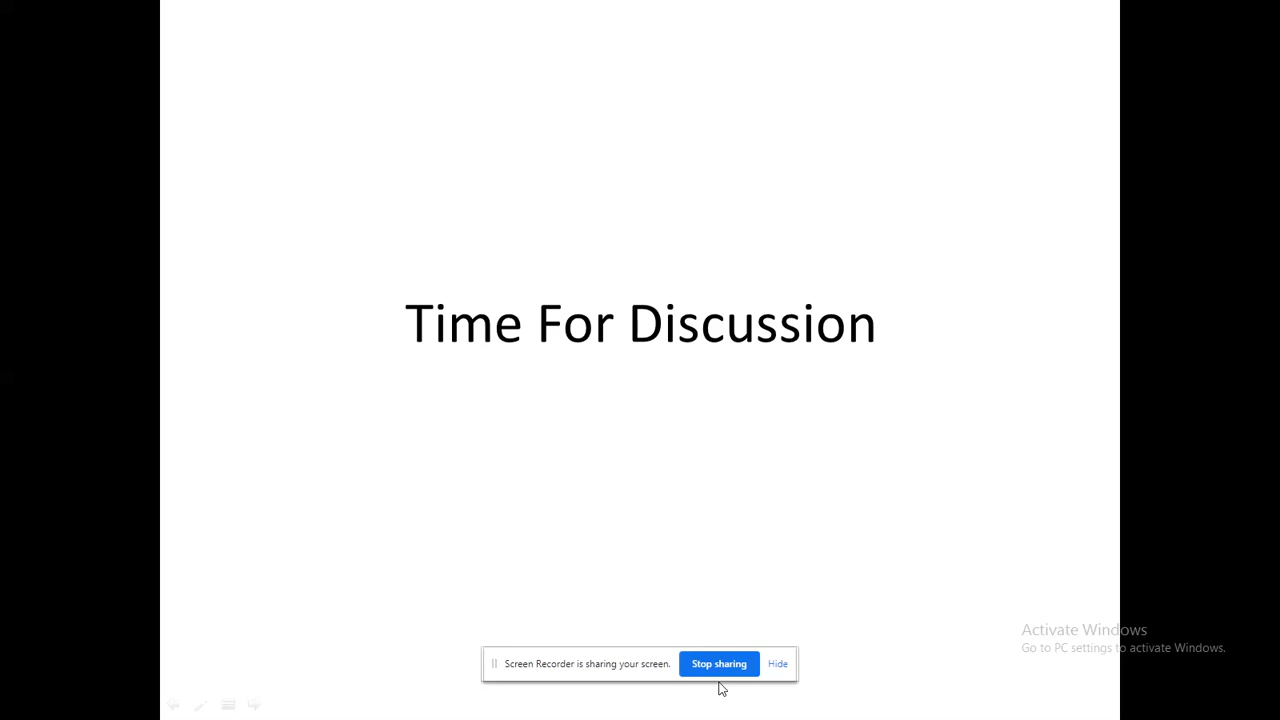 Time For Discussion
Activate Windows
Go to PC settings to activate Windows.
Screen Recorder is sharing your screen. Stop sharing Hide